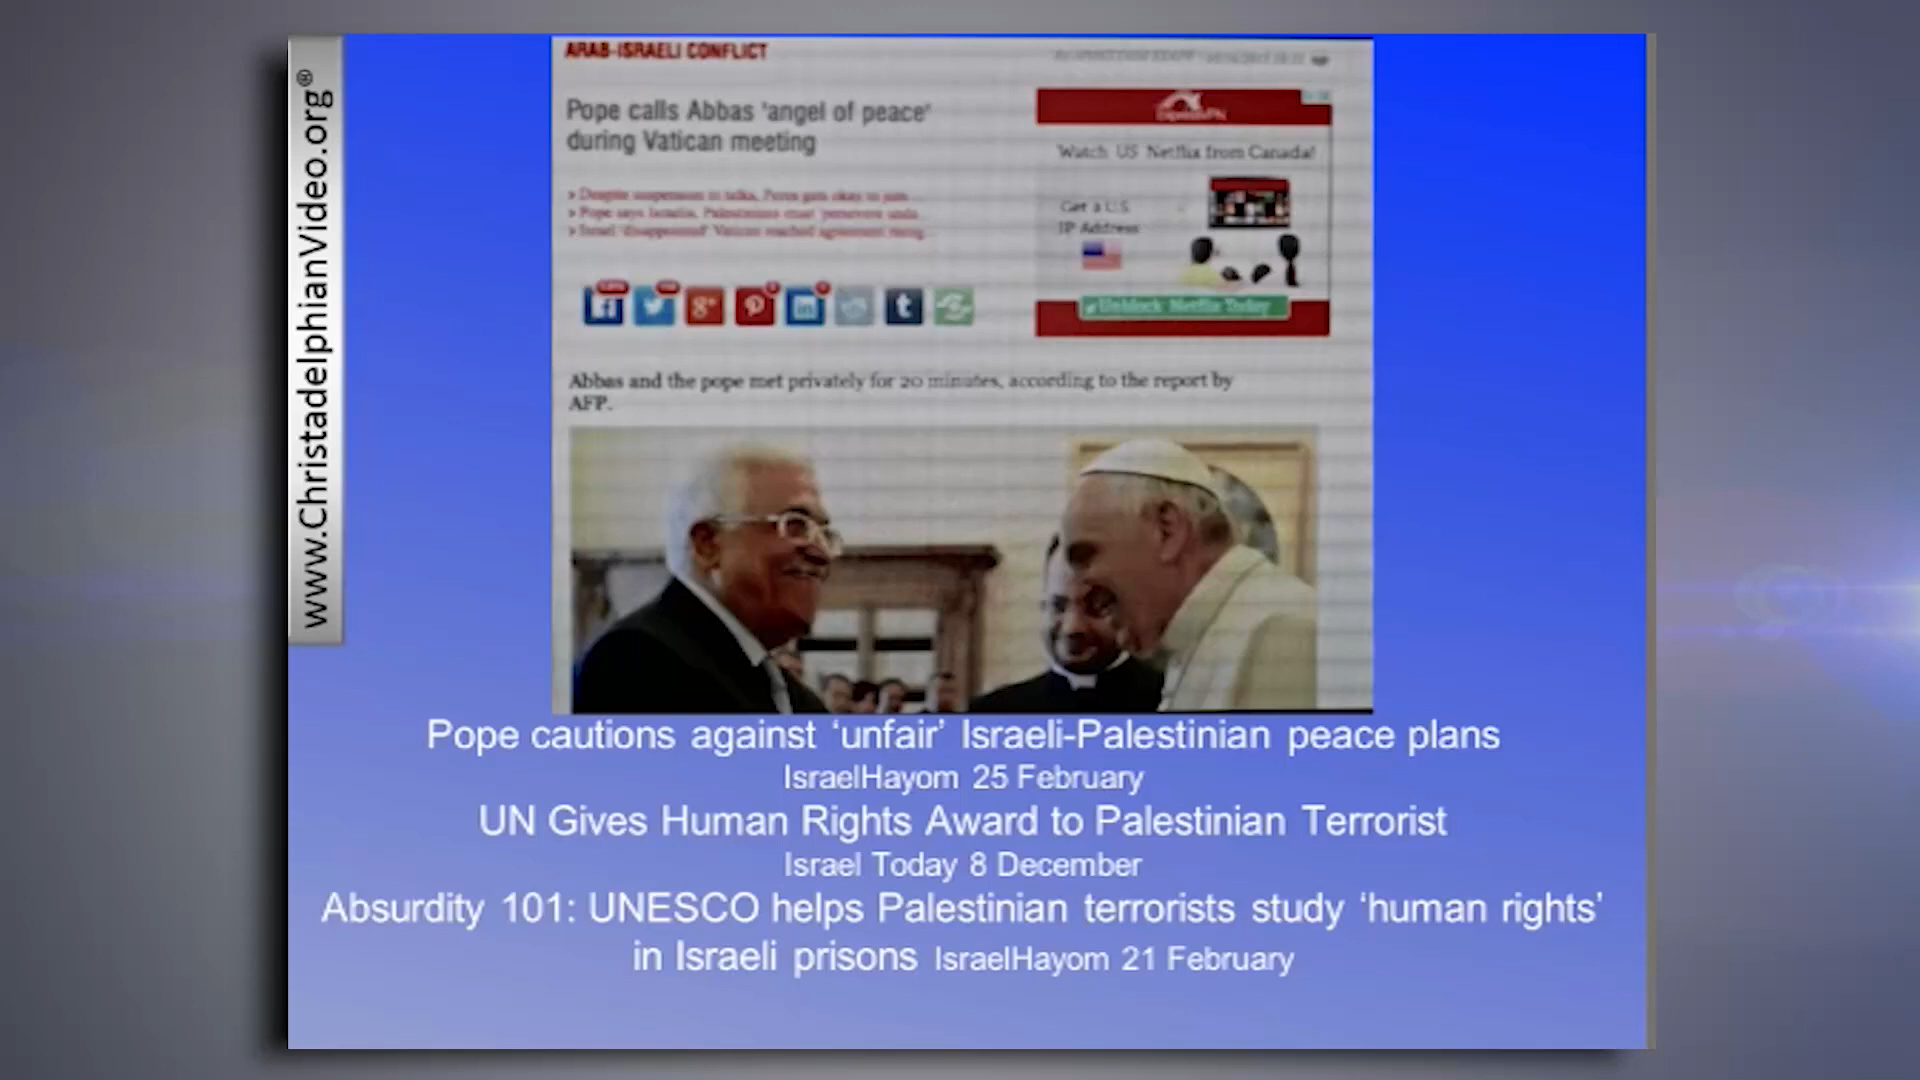 www.ChristadelphianVideo.org®
ARAB-ISRAELI CONFLICT
Pope calls Abbas 'angel of peace'
during Vatican meeting
Watch US Netflix from Canada!
Get a U.S.
IP Address
Unblock Netflix Today
Abbas and the pope met privately for 20 minutes, according to the report by
AFP.
Pope cautions against ‘unfair’ Israeli-Palestinian peace plans
IsraelHayom 25 February
UN Gives Human Rights Award to Palestinian Terrorist
Israel Today 8 December
Absurdity 101: UNESCO helps Palestinian terrorists study ‘human rights’
in Israeli prisons IsraelHayom 21 February